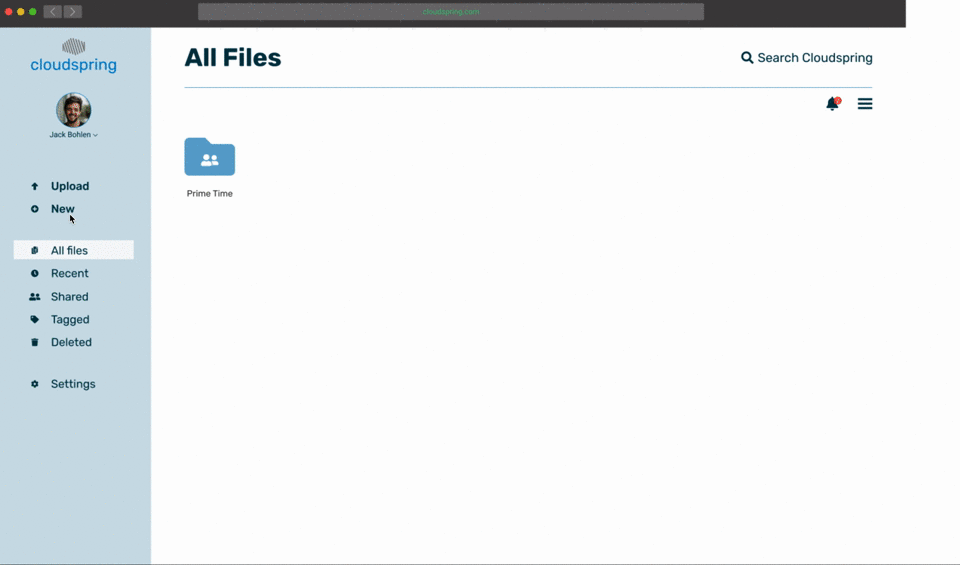 cloudspring.com
cloudspring
Jack Bohlen
Upload
New
All files
Recent
Shared
Tagged
Deleted
Settings
All Files
Search Cloudspring
Prime Time